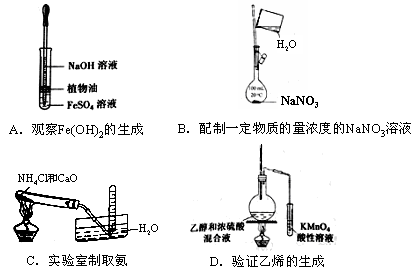 NaOH 溶液
植物油
FeSO₄ 溶液
A. 观察Fe(OH)₂的生成
H₂O
100 mL
20℃
NaNO₃
B. 配制一定物质的量浓度的NaNO₃溶液
NH₄Cl和CaO
H₂O
C. 实验室制取氨
乙醇和浓硫酸
混合液
KMnO₄
酸性溶液
D. 验证乙烯的生成